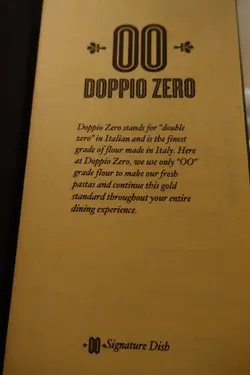 00
DOPPIO ZERO
Doppio Zero stands for "double
zero" in Italian and is the finest
grade of flour made in Italy. Here
at Doppio Zero, we use only "OO"
grade flour to make our fresh
pastas and continue this gold
standard throughout your entire
dining experience.
00 Signature Dish